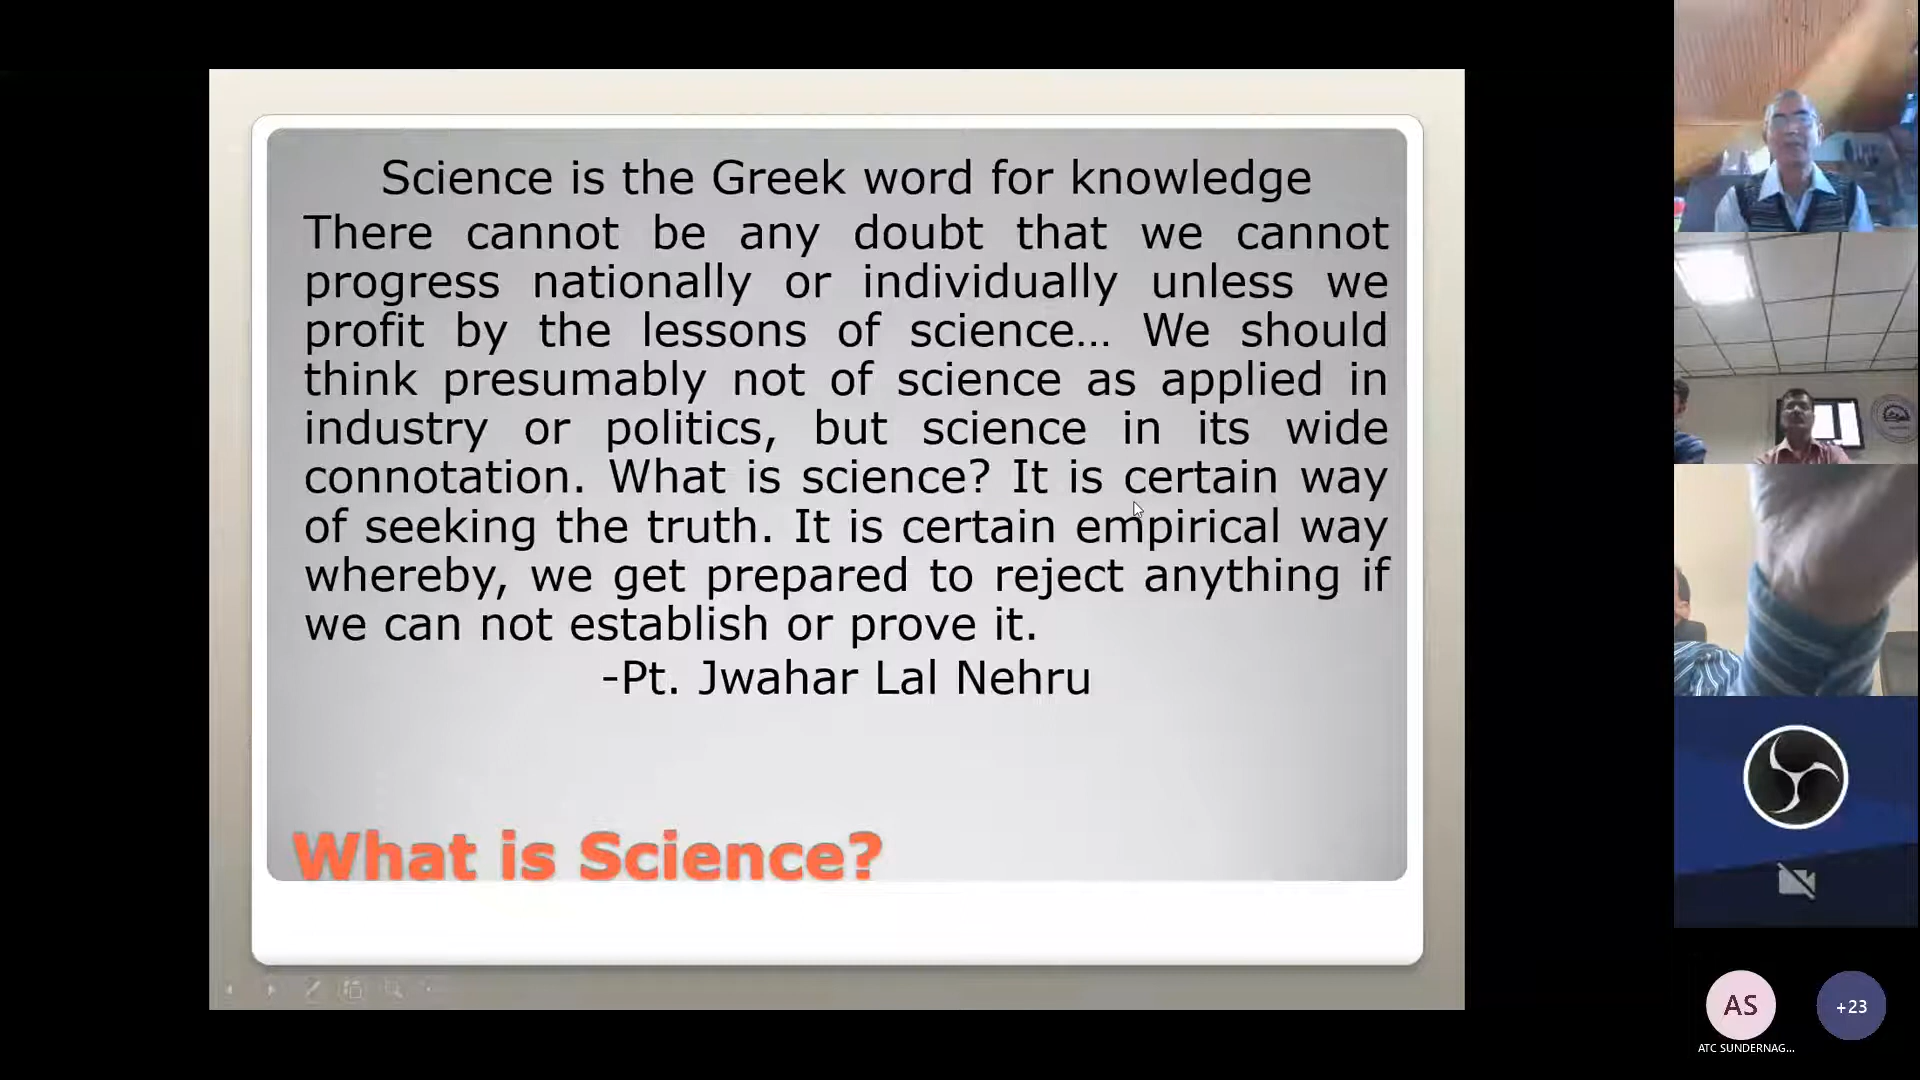 Science is the Greek word for knowledge
There cannot be any doubt that we cannot
progress nationally or individually unless we
profit by the lessons of science... We should
think presumably not of science as applied in
industry or politics, but science in its wide
connotation. What is science? It is certain way
of seeking the truth. It is certain empirical way
whereby, we get prepared to reject anything if
we can not establish or prove it.
-Pt. Jwahar Lal Nehru
What is Science?
AS
+23
ATC SUNDERNAG...